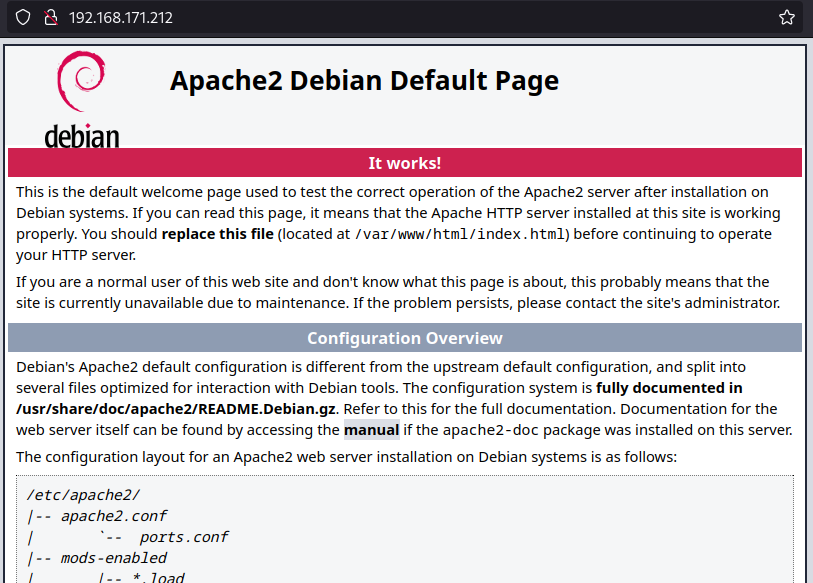 192.168.171.212
Apache2 Debian Default Page
debian
It works!
This is the default welcome page used to test the correct operation of the Apache2 server after installation on
Debian systems. If you can read this page, it means that the Apache HTTP server installed at this site is working
properly. You should replace this file (located at /var/www/html/index.html) before continuing to operate
your HTTP server.
If you are a normal user of this web site and don't know what this page is about, this probably means that the
site is currently unavailable due to maintenance. If the problem persists, please contact the site's administrator.
Configuration Overview
Debian's Apache2 default configuration is different from the upstream default configuration, and split into
several files optimized for interaction with Debian tools. The configuration system is fully documented in
/usr/share/doc/apache2/README.Debian.gz. Refer to this for the full documentation. Documentation for the
web server itself can be found by accessing the manual if the apache2-doc package was installed on this server.
The configuration layout for an Apache2 web server installation on Debian systems is as follows:
/etc/apache2/
|-- apache2.conf
|       `--  ports.conf
|-- mods-enabled
|       |-- *.load